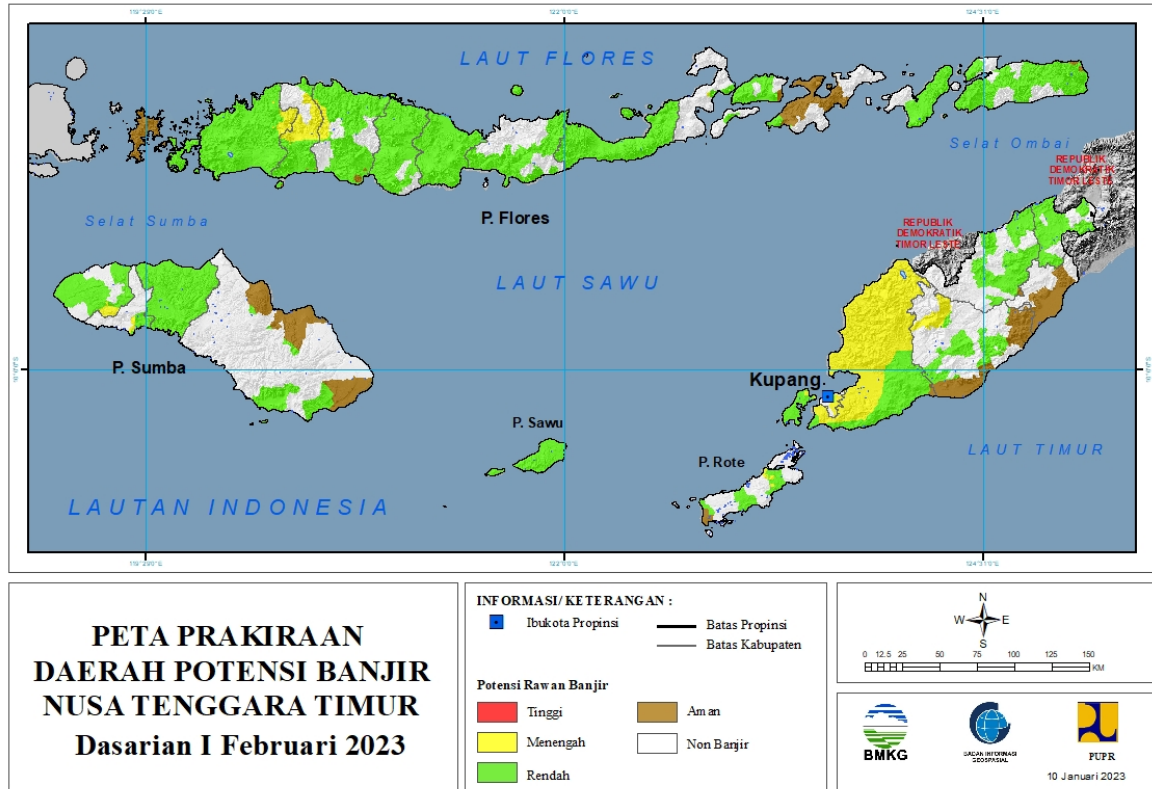 LAUT FLORES
Selat Ombai
REPUBLIK
DEMOKRATIK
TIMOR LESTE
Selat Sumba
P. Flores
REPUBLIK
DEMOKRATIK
TIMOR LESTE
LAUT SAWU
P. Sumba
Kupang.
P. Sawu
P. Rote
LAUT TIMUR
LAUTAN INDONESIA
PETA PRAKIRAAN
DAERAH POTENSI BANJIR
NUSA TENGGARA TIMUR
Dasarian I Februari 2023
INFORMASI/ KETERANGAN :
Ibukota Propinsi
Batas Propinsi
Batas Kabupaten
Potensi Rawan Banjir
Tinggi
Menengah
Rendah
Aman
Non Banjir
N
W E
S
0 12.5 25 50 75 100 125 150
KM
BMKG
BADAN INFORMASI
GEOSPASIAL
PUPR
10 Januari 2023